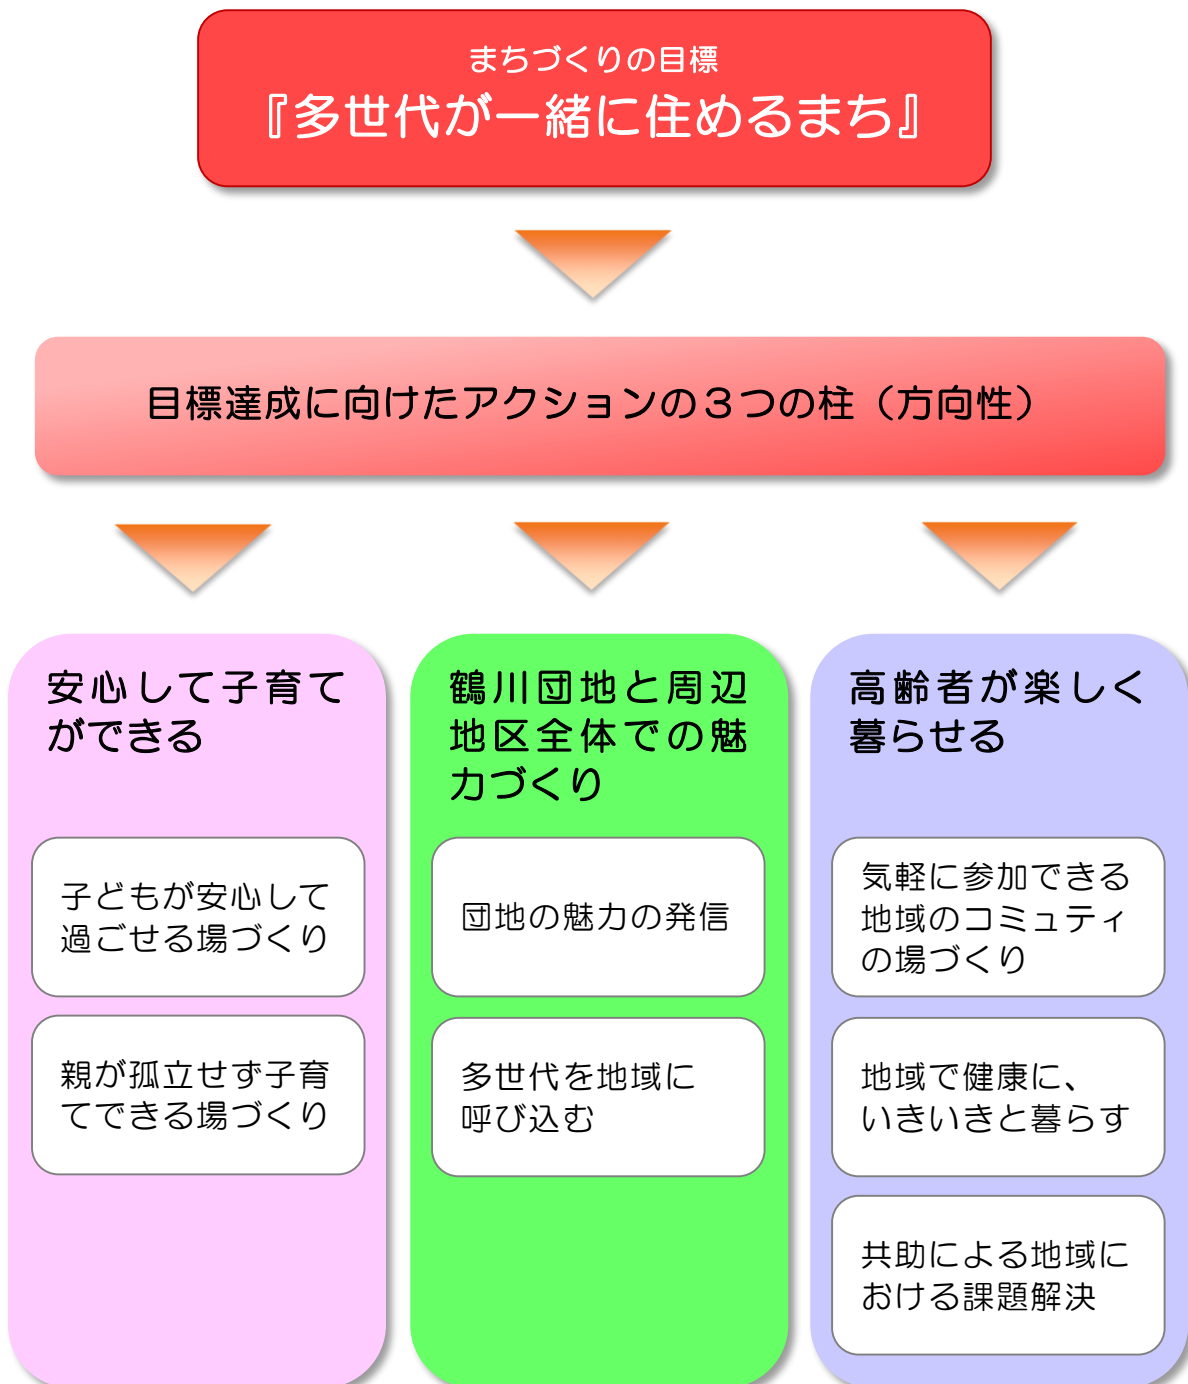 まちづくりの目標
『多世代が一緒に住めるまち』
目標達成に向けたアクションの３つの柱（方向性）
安心して子育て
ができる
子どもが安心して
過ごせる場づくり
親が孤立せず子育
てできる場づくり
鶴川団地と周辺
地区全体での魅
力づくり
団地の魅力の発信
多世代を地域に
呼び込む
高齢者が楽しく
暮らせる
気軽に参加できる
地域のコミュティ
の場づくり
地域で健康に、
いきいきと暮らす
共助による地域に
おける課題解決